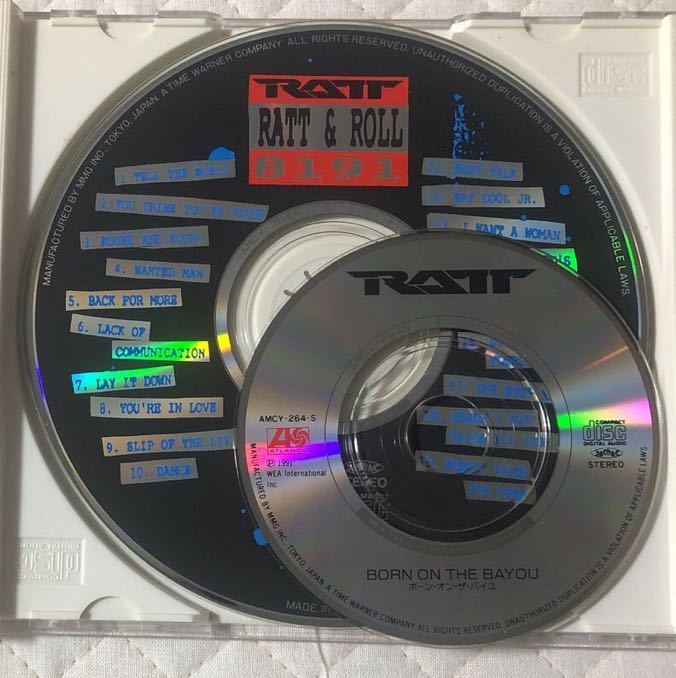 MANUFACTURED BY MMG INC. TOKYO, JAPAN. A TIME WARNER COMPANY ALL RIGHTS RESERVED. UNAUTHORIZED DUPLICATION IS A VIOLATION OF APPLICABLE LAWS.
RATT
RATT & ROLL
8191
1. TELL THE WORLD
2. YOU THINK YOU'RE TOUGH
3. ROUND AND ROUND
4. WANTED MAN
5. BACK FOR MORE
6. LACK OF
COMMUNICATION
7. LAY IT DOWN
8. YOU'RE IN LOVE
9. SLIP OF THE LIP
10. DANCE
BODY TALK
12. WAY COOL JR.
I WANT A WOMAN
MADE IN
disc
RATT
AMCY-264-S
ATLANTIC
℗ 1991
WEA International
Inc.
COMPACT
disc
DIGITAL AUDIO
STEREO
BORN ON THE BAYOU
ボーン・オン・ザ・バイユ
MANUFACTURED BY MMG INC. TOKYO, JAPAN. A TIME WARNER COMPANY ALL RIGHTS RESERVED. UNAUTHORIZED DUPLICATION IS A VIOLATION OF APPLICABLE LAWS.